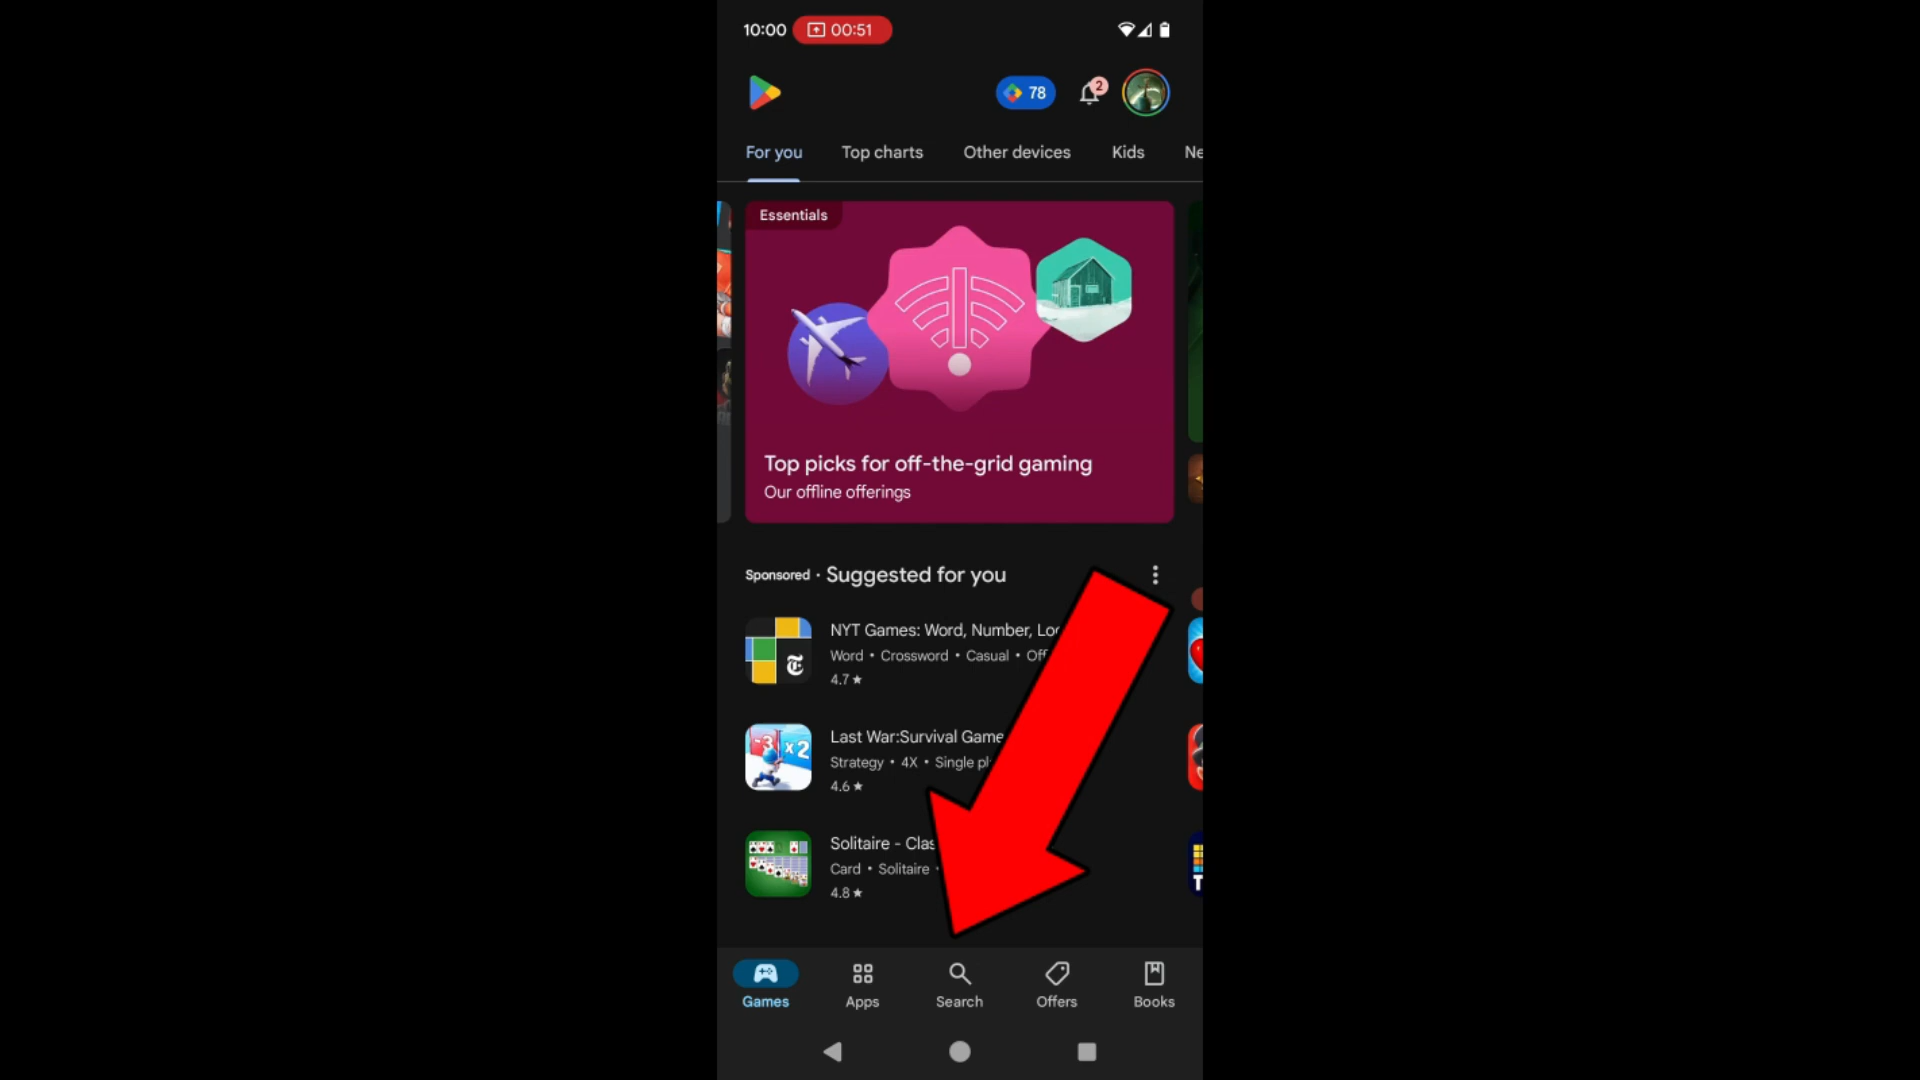 10:00 00:51
78 2
For you Top charts Other devices Kids Ne
Essentials
Top picks for off-the-grid gaming
Our offline offerings
Sponsored · Suggested for you
NYT Games: Word, Number, Lo
Word • Crossword • Casual • Off
4.7 ★
-3 x2
Last War:Survival Game
Strategy • 4X • Single pl
4.6 ★
Solitaire - Clas
Card • Solitaire •
4.8 ★
Games Apps Search Offers Books